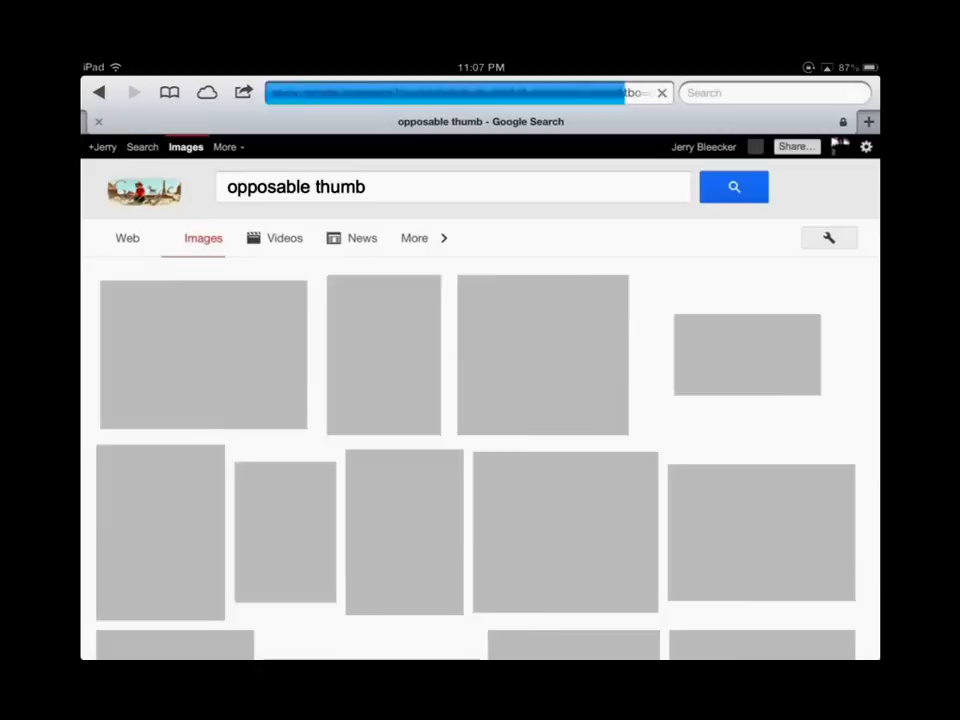 iPad 11:07 PM 87%
tbo= Search
opposable thumb - Google Search
+Jerry Search Images More Jerry Bleecker Share...
opposable thumb
Web Images Videos News More